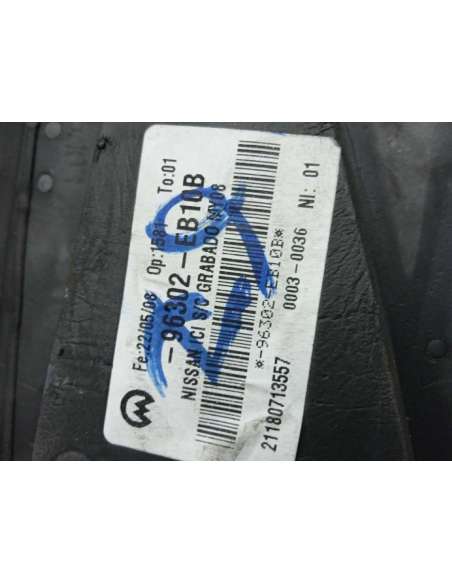 Fe:22/05/08 Op:1581 To:01
-96302-EB10B
NISSAN CI S/C GRABADO MY08
*-96302-EB10B*
0003-0036 NI: 01
21180713557